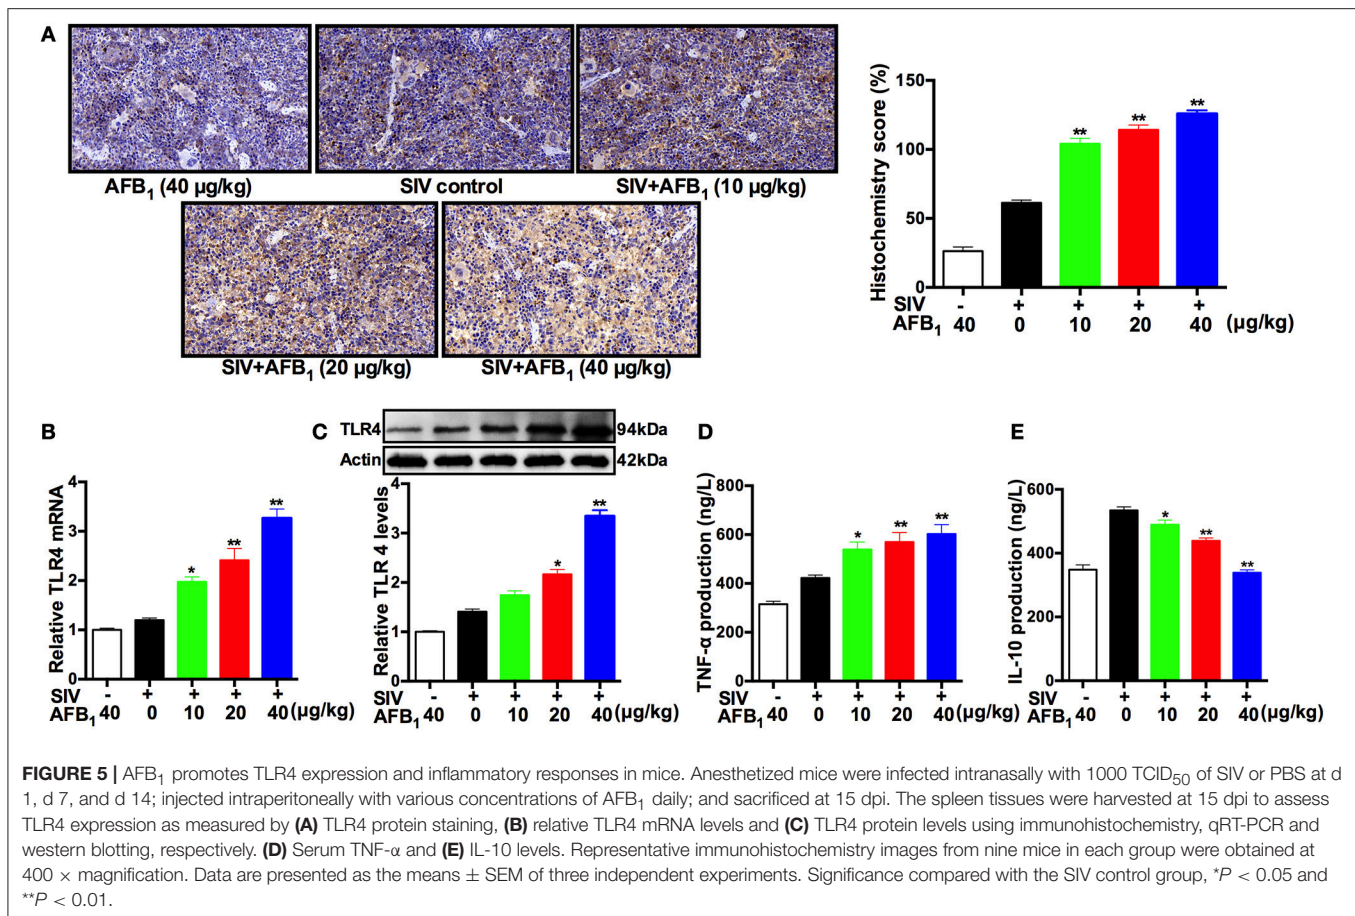 A
AFB1 (40 µg/kg)
SIV control
SIV+AFB1 (10 µg/kg)
SIV+AFB1 (20 µg/kg)
SIV+AFB1 (40 µg/kg)
Histochemistry score (%)
150
100
50
0
SIV - + + + +
AFB1 40 0 10 20 40 (µg/kg)
** ** **
B
Relative TLR4 mRNA
4
3
2
1
0
* ** **
SIV - + + + +
AFB1 40 0 10 20 40 (µg/kg)
C
TLR4 94kDa
Actin 42kDa
Relative TLR 4 levels
4
3
2
1
0
* **
SIV - + + + +
AFB1 40 0 10 20 40 (µg/kg)
D
TNF-α production (ng/L)
800
600
400
200
0
* ** **
SIV - + + + +
AFB1 40 0 10 20 40 (µg/kg)
E
IL-10 production (ng/L)
600
400
200
0
* ** **
SIV - + + + +
AFB1 40 0 10 20 40 (µg/kg)
FIGURE 5 | AFB1 promotes TLR4 expression and inflammatory responses in mice. Anesthetized mice were infected intranasally with 1000 TCID50 of SIV or PBS at d
1, d 7, and d 14; injected intraperitoneally with various concentrations of AFB1 daily; and sacrificed at 15 dpi. The spleen tissues were harvested at 15 dpi to assess
TLR4 expression as measured by (A) TLR4 protein staining, (B) relative TLR4 mRNA levels and (C) TLR4 protein levels using immunohistochemistry, qRT-PCR and
western blotting, respectively. (D) Serum TNF-α and (E) IL-10 levels. Representative immunohistochemistry images from nine mice in each group were obtained at
400 × magnification. Data are presented as the means ± SEM of three independent experiments. Significance compared with the SIV control group, *P < 0.05 and
**P < 0.01.